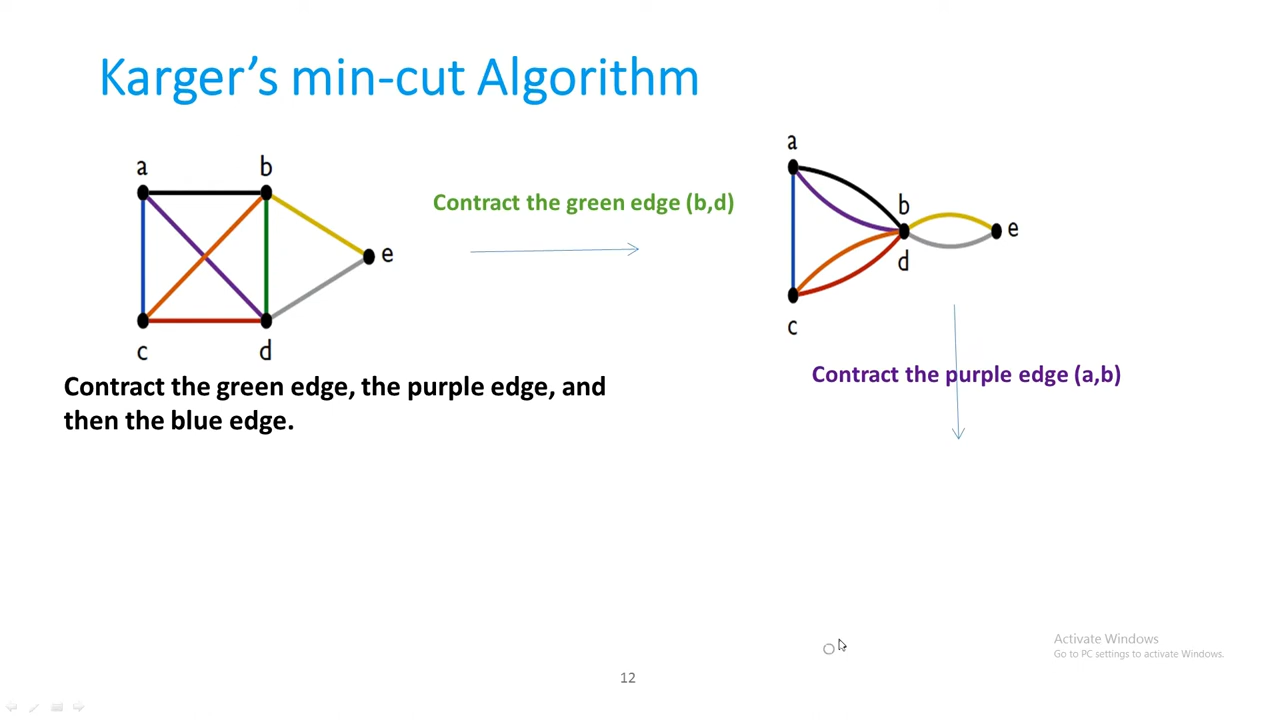 Karger’s min-cut Algorithm
a
b
e
c
d
Contract the green edge (b,d)
a
b
e
d
c
Contract the green edge, the purple edge, and
then the blue edge.
Contract the purple edge (a,b)
Activate Windows
Go to PC settings to activate Windows.
12